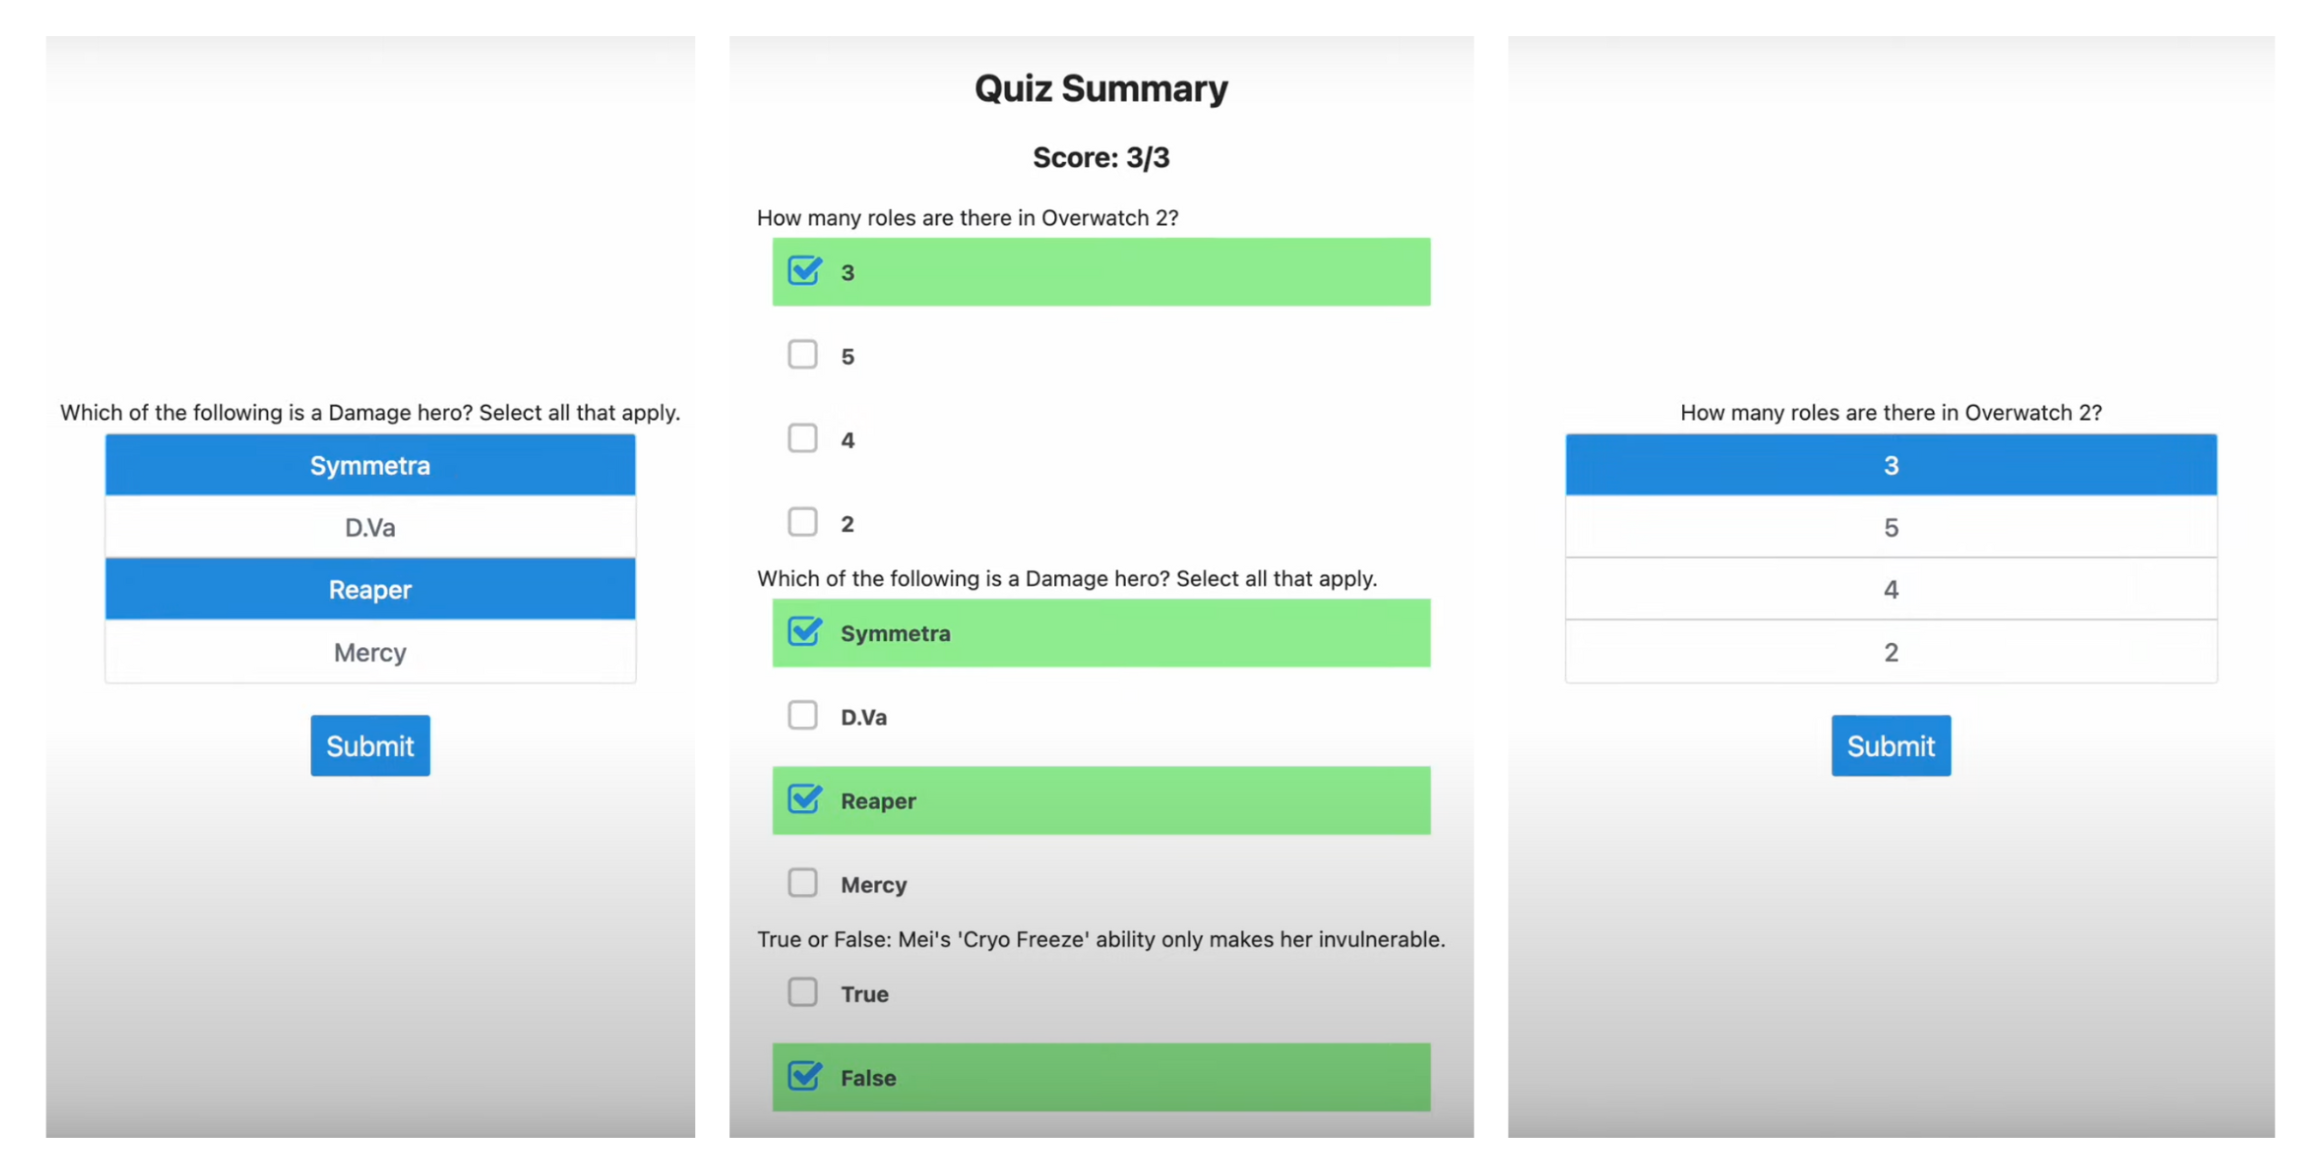 Which of the following is a Damage hero? Select all that apply.
Symmetra
D.Va
Reaper
Mercy
Submit
Quiz Summary
Score: 3/3
How many roles are there in Overwatch 2?
3
5
4
2
Which of the following is a Damage hero? Select all that apply.
Symmetra
D.Va
Reaper
Mercy
True or False: Mei's 'Cryo Freeze' ability only makes her invulnerable.
True
False
How many roles are there in Overwatch 2?
3
5
4
2
Submit